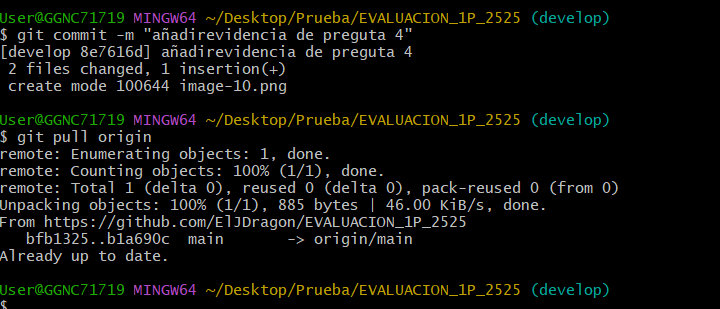 User@GGNC71719 MINGW64 ~/Desktop/Prueba/EVALUACION_1P_2525 (develop)
$ git commit -m "añadirevidencia de preguta 4"
[develop 8e7616d] añadirevidencia de preguta 4
 2 files changed, 1 insertion(+)
 create mode 100644 image-10.png
User@GGNC71719 MINGW64 ~/Desktop/Prueba/EVALUACION_1P_2525 (develop)
$ git pull origin
remote: Enumerating objects: 1, done.
remote: Counting objects: 100% (1/1), done.
remote: Total 1 (delta 0), reused 0 (delta 0), pack-reused 0 (from 0)
Unpacking objects: 100% (1/1), 885 bytes | 46.00 KiB/s, done.
From https://github.com/ElJDragon/EVALUACION_1P_2525
   bfb1325..b1a690c  main       -> origin/main
Already up to date.
User@GGNC71719 MINGW64 ~/Desktop/Prueba/EVALUACION_1P_2525 (develop)
$